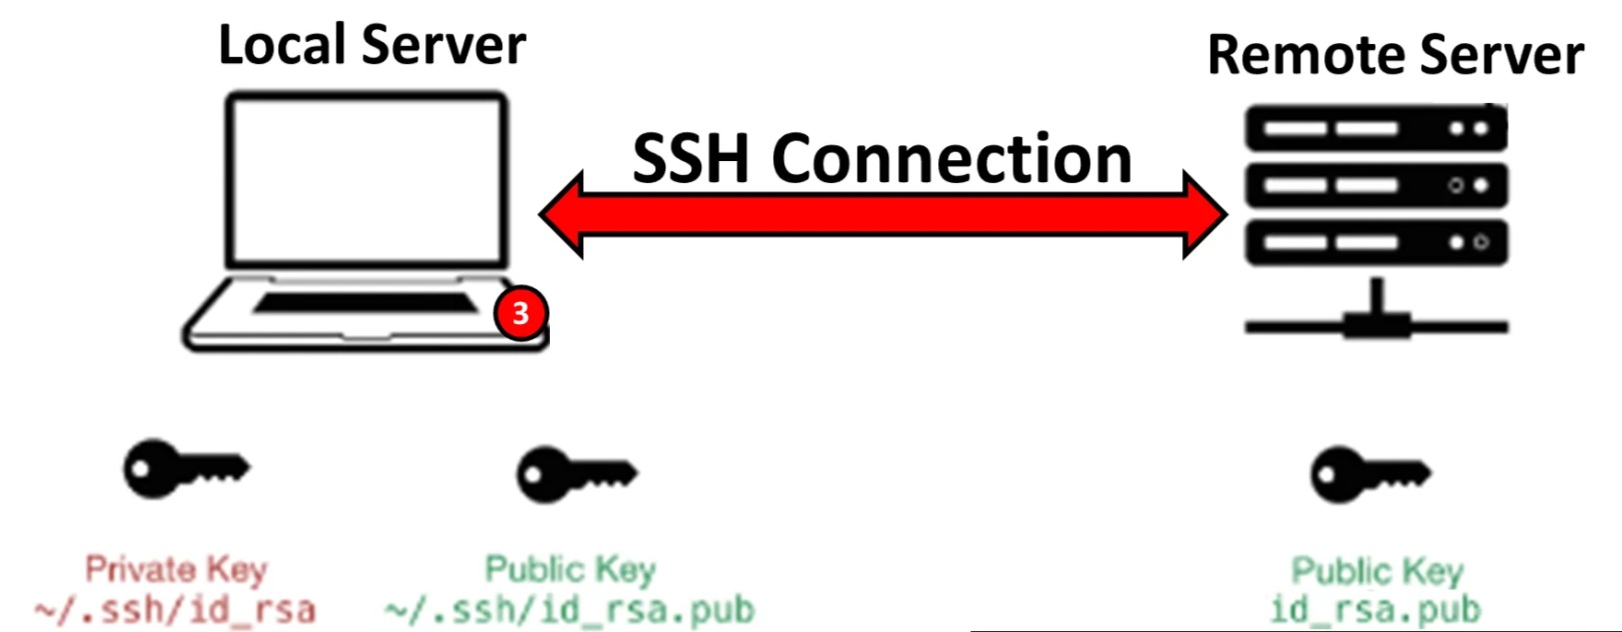 Local Server
Remote Server
SSH Connection
3
Private Key
~/.ssh/id_rsa
Public Key
~/.ssh/id_rsa.pub
Public Key
id_rsa.pub